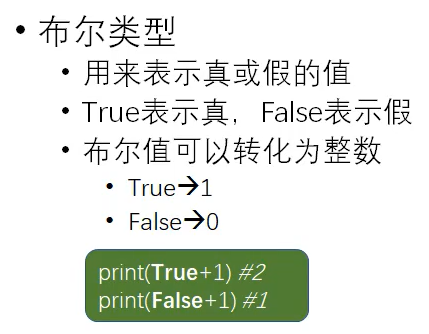 • 布尔类型
• 用来表示真或假的值
• True表示真，False表示假
• 布尔值可以转化为整数
• True→1
• False→0
print(True+1) #2
print(False+1) #1